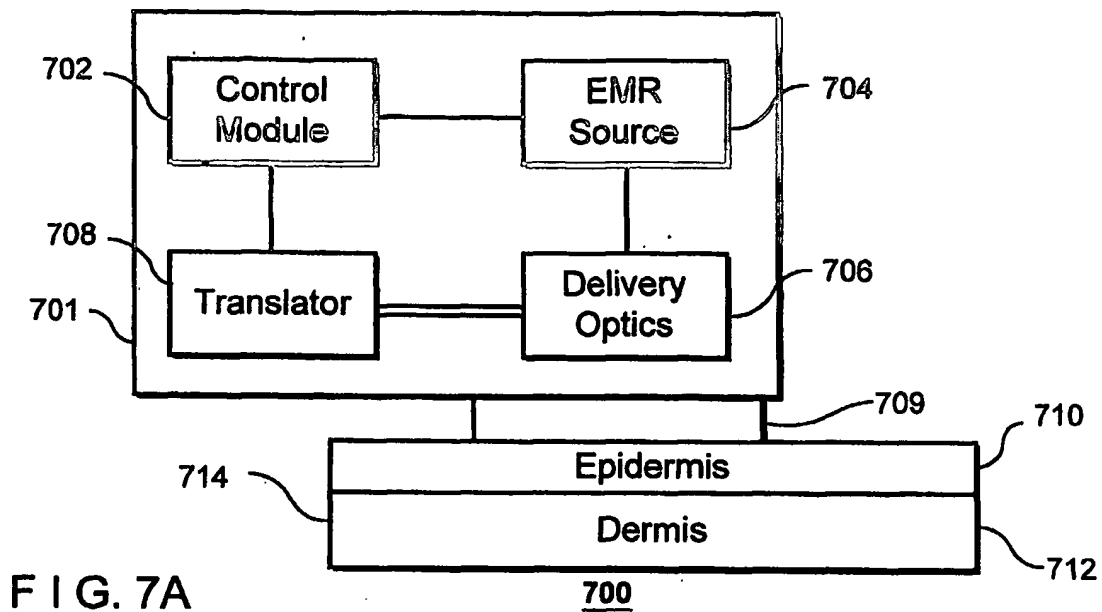 702
Control
Module
EMR
Source
704
708
Translator
Delivery
Optics
706
701
709
710
714
Epidermis
Dermis
712
F I G. 7A
700